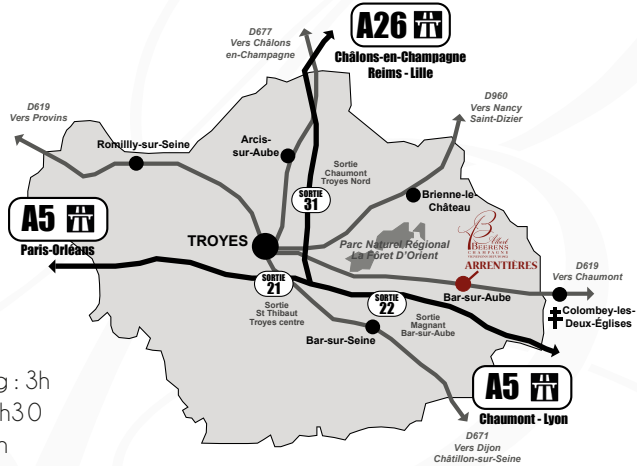 A26
D677
Vers Châlons
en-Champagne
Châlons-en-Champagne
Reims - Lille
D619
Vers Provins
D960
Vers Nancy
Saint-Dizier
Romilly-sur-Seine
Arcis-
sur-Aube
Sortie
Chaumont
Troyes Nord
SORTIE
31
Brienne-le-
Château
A5
Paris-Orléans
TROYES
Parc Naturel Régional
La Fôret D'Orient
Albert
BEERENS
CHAMPAGNE
ARRENTIÈRES
D619
Vers Chaumont
SORTIE
21
Sortie
St Thibaut
Troyes centre
SORTIE
22
Bar-sur-Aube
Sortie
Magnant
Bar-sur-Aube
Colombey-les-
Deux-Églises
Bar-sur-Seine
g : 3h
h30
h
A5
Chaumont - Lyon
D671
Vers Dijon
Châtillon-sur-Seine